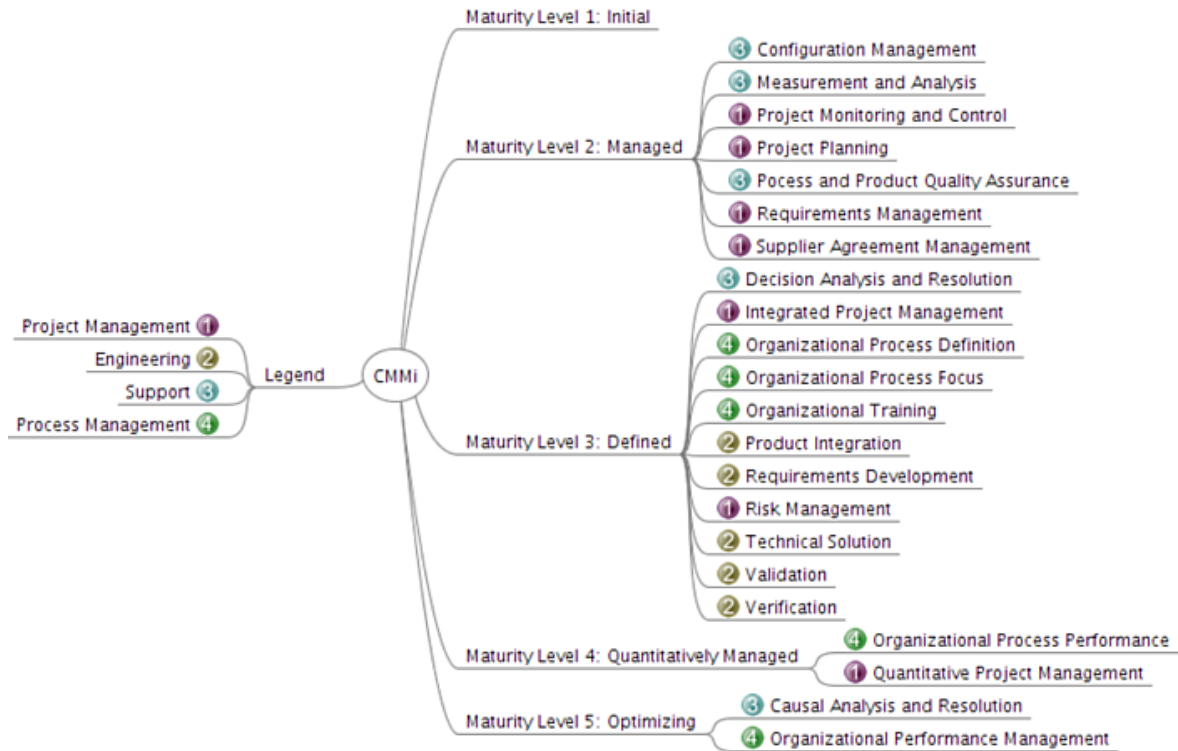 Maturity Level 1: Initial
3 Configuration Management
3 Measurement and Analysis
1 Project Monitoring and Control
Maturity Level 2: Managed
1 Project Planning
3 Pocess and Product Quality Assurance
1 Requirements Management
1 Supplier Agreement Management
3 Decision Analysis and Resolution
1 Integrated Project Management
4 Organizational Process Definition
4 Organizational Process Focus
4 Organizational Training
Maturity Level 3: Defined
2 Product Integration
2 Requirements Development
1 Risk Management
2 Technical Solution
2 Validation
2 Verification
Maturity Level 4: Quantitatively Managed
4 Organizational Process Performance
1 Quantitative Project Management
Maturity Level 5: Optimizing
3 Causal Analysis and Resolution
4 Organizational Performance Management
CMMi
Legend
Project Management 1
Engineering 2
Support 3
Process Management 4